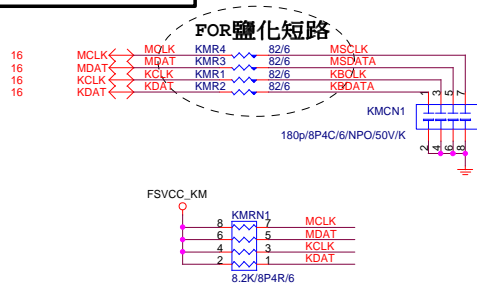 FOR鹽化短路
16 MCLK MCLK KMR4 82/6 MSCLK
16 MDAT MDAT KMR3 82/6 MSDATA
16 KCLK KCLK KMR1 82/6 KBCLK
16 KDAT KDAT KMR2 82/6 KBDATA
1 3 5 7
KMCN1
180p/8P4C/6/NPO/50V/K
2 4 6 8
FSVCC_KM
KMRN1
8 7 MCLK
6 5 MDAT
4 3 KCLK
2 1 KDAT
8.2K/8P4R/6